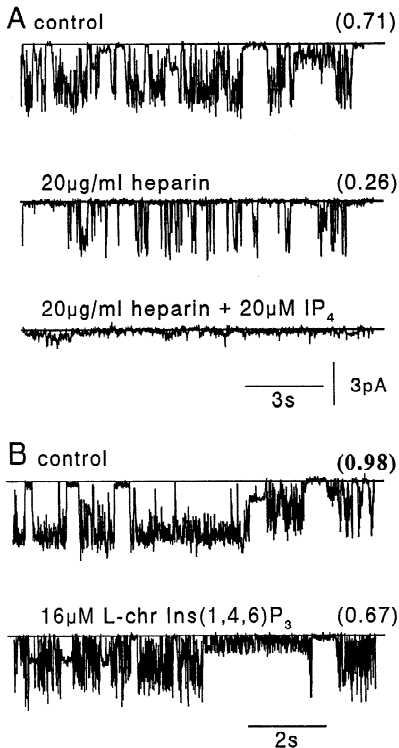 A control (0.71)
20µg/ml heparin (0.26)
20µg/ml heparin + 20µM IP4
3s 3pA
B control (0.98)
16µM L-chr Ins(1,4,6)P3 (0.67)
2s